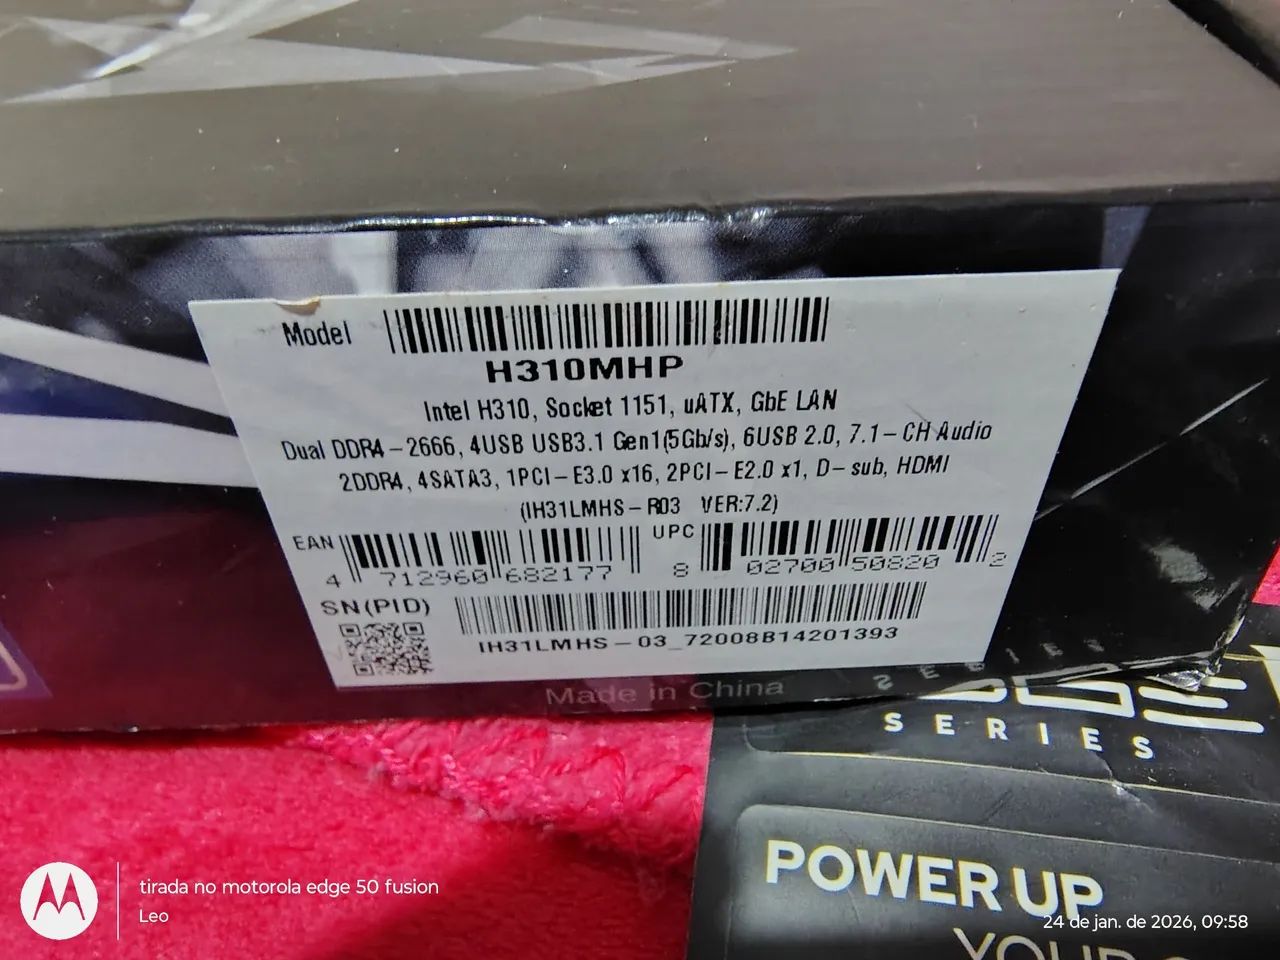 Model
H310MHP
Intel H310, Socket 1151, uATX, GbE LAN
Dual DDR4-2666, 4USB USB3.1 Gen1(5Gb/s), 6USB 2.0, 7.1-CH Audio
2DDR4, 4SATA3, 1PCI-E3.0 x16, 2PCI-E2.0 x1, D-sub, HDMI
(IH31LMHS-R03 VER:7.2)
EAN UPC
4 712960 682177 8 02700 50820 2
SN(PID)
IH31LMHS-03_72008B14201393
Made in China
SERIES
POWER UP
tirada no motorola edge 50 fusion
Leo
24 de jan. de 2026, 09:58